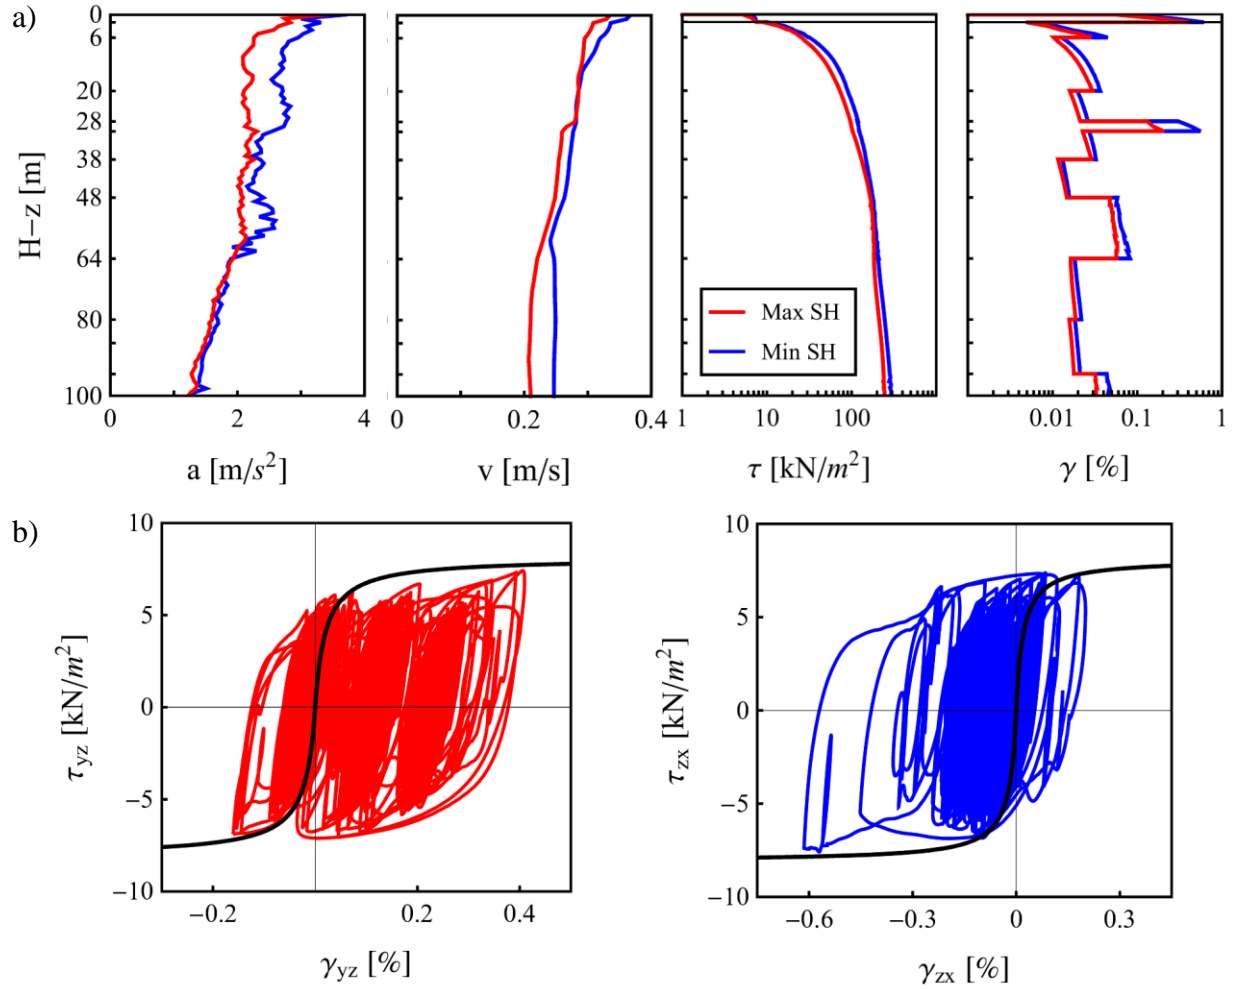 a)
0
6
20
28
38
48
64
80
100
H−z [m]
0 2 4
a [m/s²]
0 0.2 0.4
v [m/s]
1 10 100
τ [kN/m²]
Max SH
Min SH
0.01 0.1 1
γ [%]
b)
10
5
0
−5
−10
τyz [kN/m²]
−0.2 0.2 0.4
γyz [%]
10
5
0
−5
−10
τzx [kN/m²]
−0.6 −0.3 0 0.3
γzx [%]